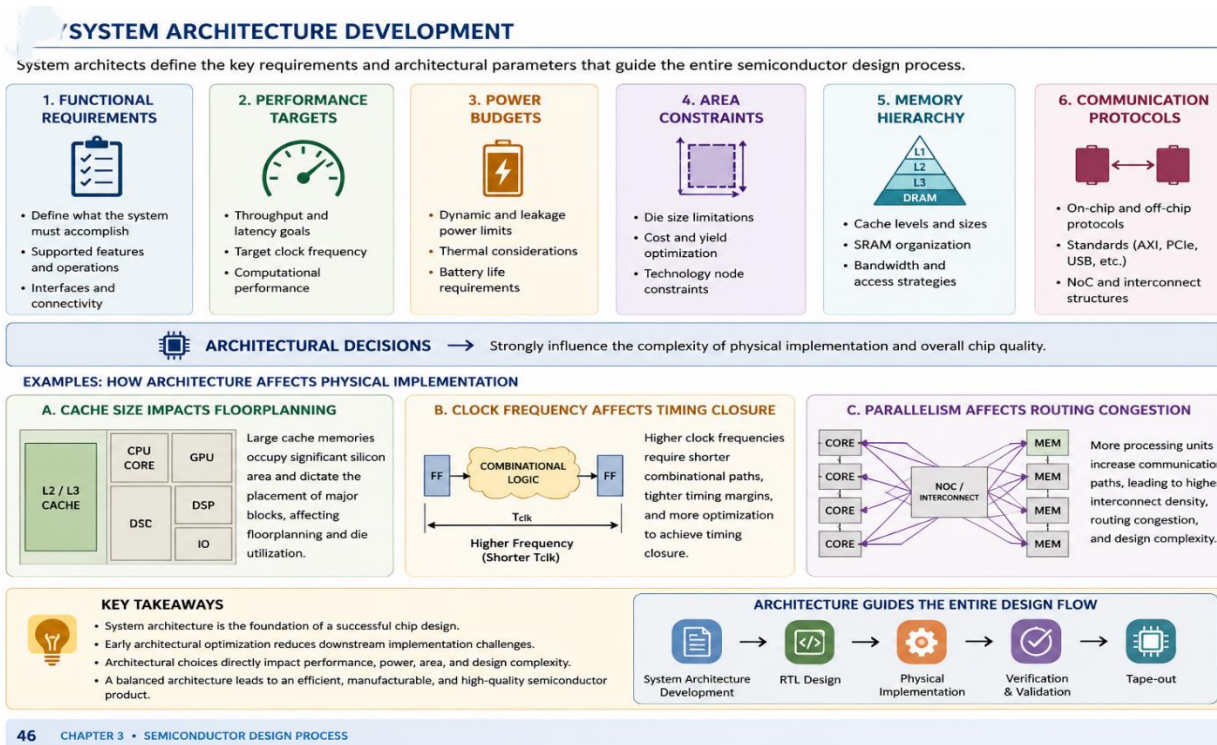 SYSTEM ARCHITECTURE DEVELOPMENT
System architects define the key requirements and architectural parameters that guide the entire semiconductor design process.
1. FUNCTIONAL
REQUIREMENTS
• Define what the system
must accomplish
• Supported features
and operations
• Interfaces and
connectivity
2. PERFORMANCE
TARGETS
• Throughput and
latency goals
• Target clock frequency
• Computational
performance
3. POWER
BUDGETS
• Dynamic and leakage
power limits
• Thermal considerations
• Battery life
requirements
4. AREA
CONSTRAINTS
• Die size limitations
• Cost and yield
optimization
• Technology node
constraints
5. MEMORY
HIERARCHY
L1
L2
L3
DRAM
• Cache levels and sizes
• SRAM organization
• Bandwidth and
access strategies
6. COMMUNICATION
PROTOCOLS
• On-chip and off-chip
protocols
• Standards (AXI, PCIe,
USB, etc.)
• NoC and interconnect
structures
ARCHITECTURAL DECISIONS → Strongly influence the complexity of physical implementation and overall chip quality.
EXAMPLES: HOW ARCHITECTURE AFFECTS PHYSICAL IMPLEMENTATION
A. CACHE SIZE IMPACTS FLOORPLANNING
L2 / L3
CACHE
CPU
CORE
GPU
DSC
DSP
IO
Large cache memories
occupy significant silicon
area and dictate the
placement of major
blocks, affecting
floorplanning and die
utilization.
B. CLOCK FREQUENCY AFFECTS TIMING CLOSURE
FF
COMBINATIONAL
LOGIC
FF
Tclk
Higher Frequency
(Shorter Tclk)
Higher clock frequencies
require shorter
combinational paths,
tighter timing margins,
and more optimization
to achieve timing
closure.
C. PARALLELISM AFFECTS ROUTING CONGESTION
CORE
CORE
CORE
CORE
NOC /
INTERCONNECT
MEM
MEM
MEM
MEM
More processing units
increase communication
paths, leading to higher
interconnect density,
routing congestion,
and design complexity.
KEY TAKEAWAYS
• System architecture is the foundation of a successful chip design.
• Early architectural optimization reduces downstream implementation challenges.
• Architectural choices directly impact performance, power, area, and design complexity.
• A balanced architecture leads to an efficient, manufacturable, and high-quality semiconductor
product.
ARCHITECTURE GUIDES THE ENTIRE DESIGN FLOW
</>
System Architecture
Development
RTL Design
Physical
Implementation
Verification
& Validation
Tape-out
46 CHAPTER 3 • SEMICONDUCTOR DESIGN PROCESS